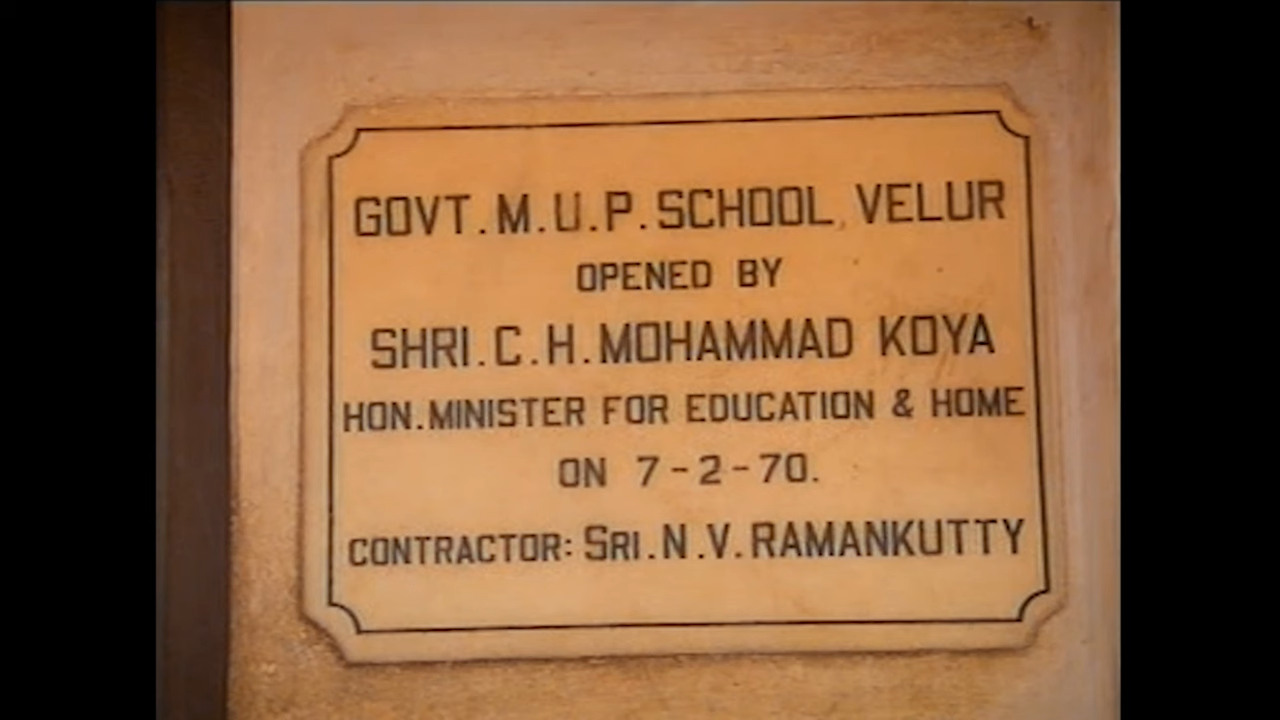 GOVT. M. U. P. SCHOOL, VELUR
OPENED BY
SHRI. C. H. MOHAMMAD KOYA
HON. MINISTER FOR EDUCATION & HOME
ON 7-2-70.
CONTRACTOR: SRI. N. V. RAMANKUTTY